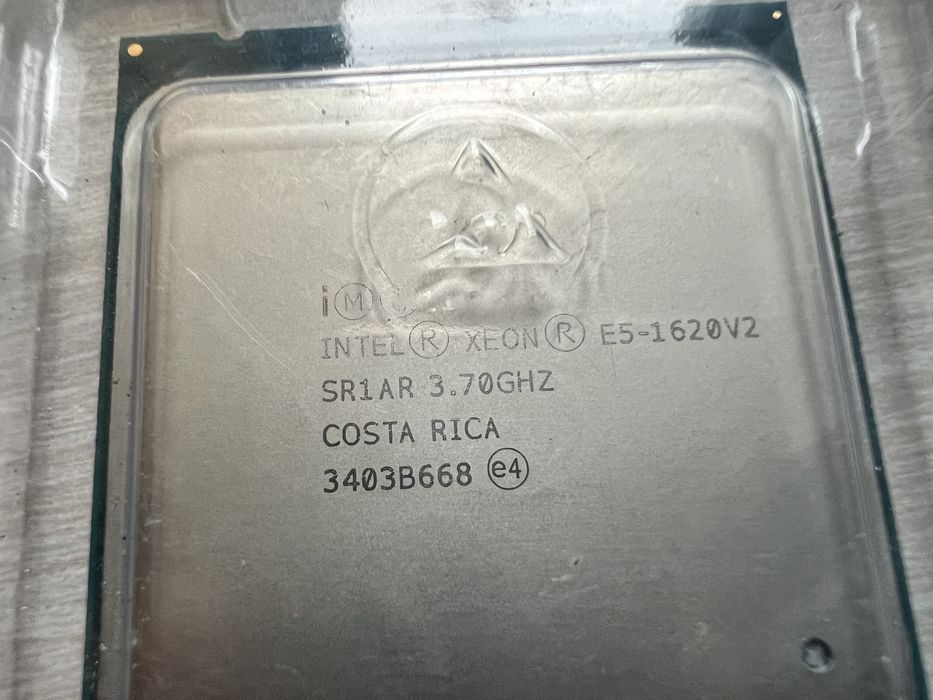 i Ⓜ ©
INTEL® XEON® E5-1620V2
SR1AR 3.70GHZ
COSTA RICA
3403B668 e4